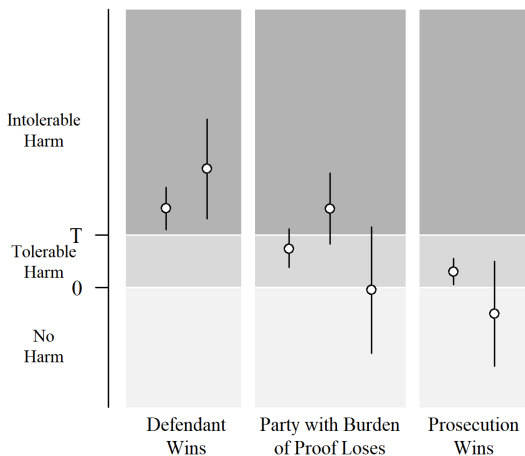 Intolerable
Harm
T
Tolerable
Harm
0
No
Harm
Defendant
Wins
Party with Burden
of Proof Loses
Prosecution
Wins